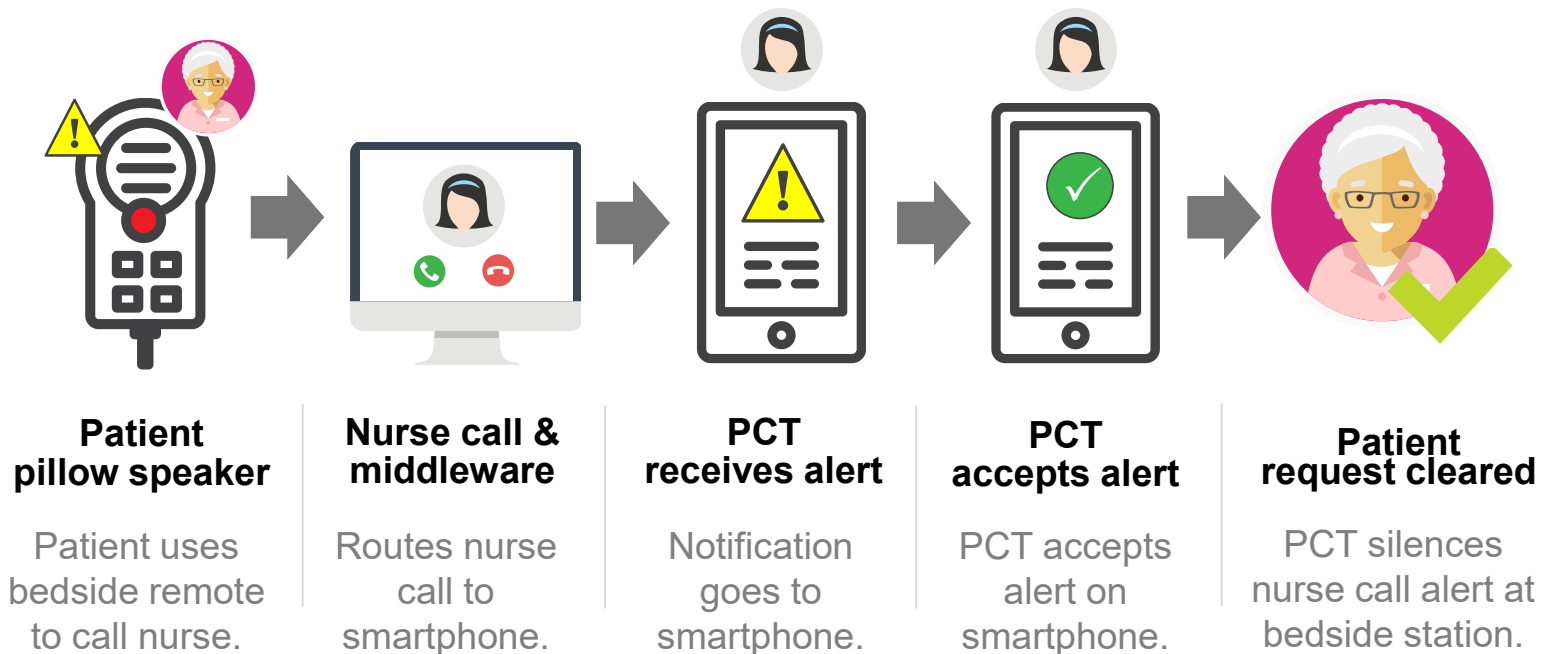 Patient
pillow speaker
Patient uses
bedside remote
to call nurse.
Nurse call &
middleware
Routes nurse
call to
smartphone.
PCT
receives alert
Notification
goes to
smartphone.
PCT
accepts alert
PCT accepts
alert on
smartphone.
Patient
request cleared
PCT silences
nurse call alert at
bedside station.